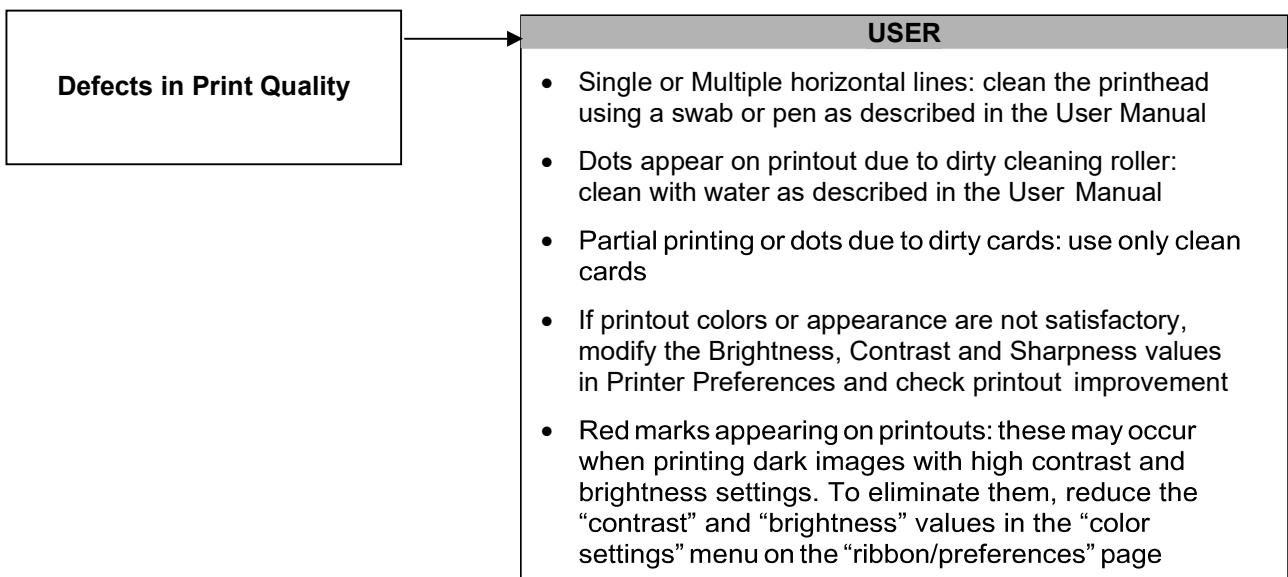 Defects in Print Quality
USER
• Single or Multiple horizontal lines: clean the printhead
using a swab or pen as described in the User Manual
• Dots appear on printout due to dirty cleaning roller:
clean with water as described in the User Manual
• Partial printing or dots due to dirty cards: use only clean
cards
• If printout colors or appearance are not satisfactory,
modify the Brightness, Contrast and Sharpness values
in Printer Preferences and check printout improvement
• Red marks appearing on printouts: these may occur
when printing dark images with high contrast and
brightness settings. To eliminate them, reduce the
“contrast” and “brightness” values in the “color
settings” menu on the “ribbon/preferences” page